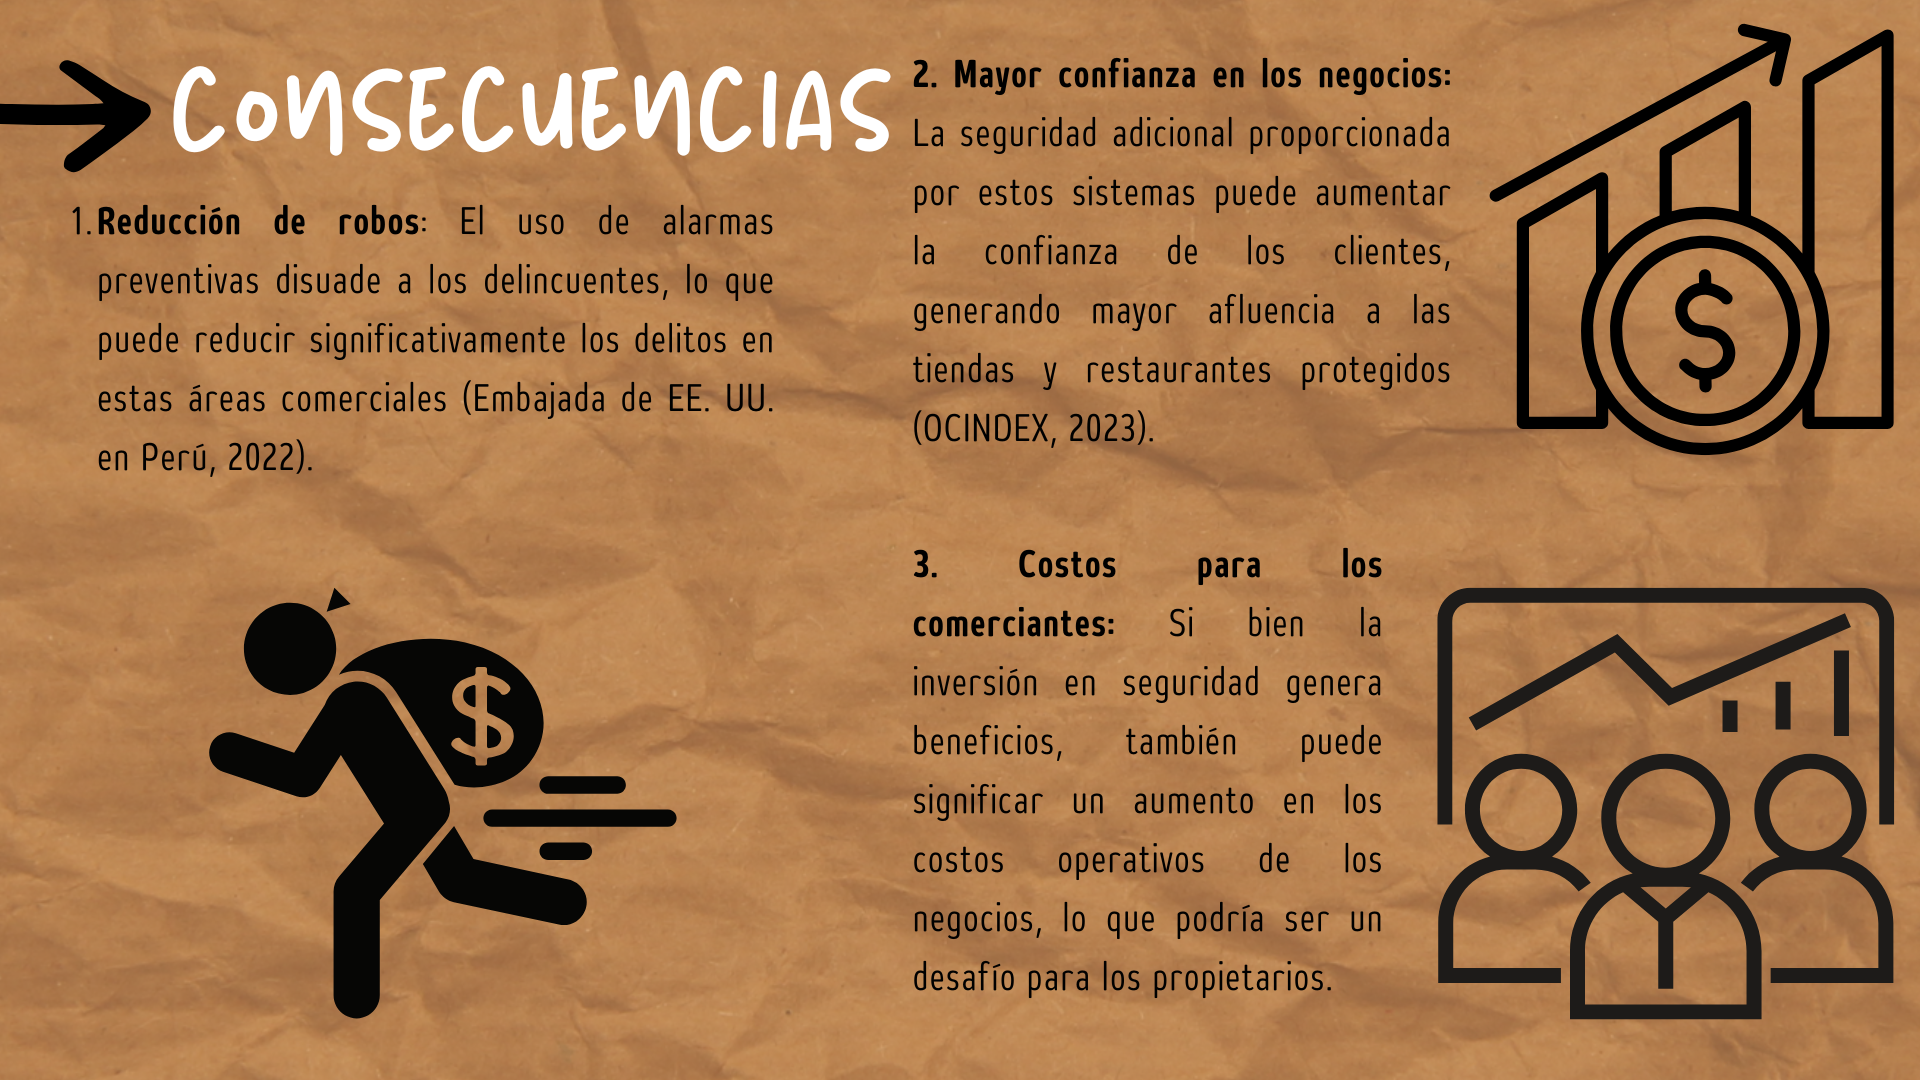 CONSECUENCIAS
1. Reducción de robos: El uso de alarmas
preventivas disuade a los delincuentes, lo que
puede reducir significativamente los delitos en
estas áreas comerciales (Embajada de EE. UU.
en Perú, 2022).
2. Mayor confianza en los negocios:
La seguridad adicional proporcionada
por estos sistemas puede aumentar
la confianza de los clientes,
generando mayor afluencia a las
tiendas y restaurantes protegidos
(OCINDEX, 2023).
$
$
3. Costos para los
comerciantes: Si bien la
inversión en seguridad genera
beneficios, también puede
significar un aumento en los
costos operativos de los
negocios, lo que podría ser un
desafío para los propietarios.